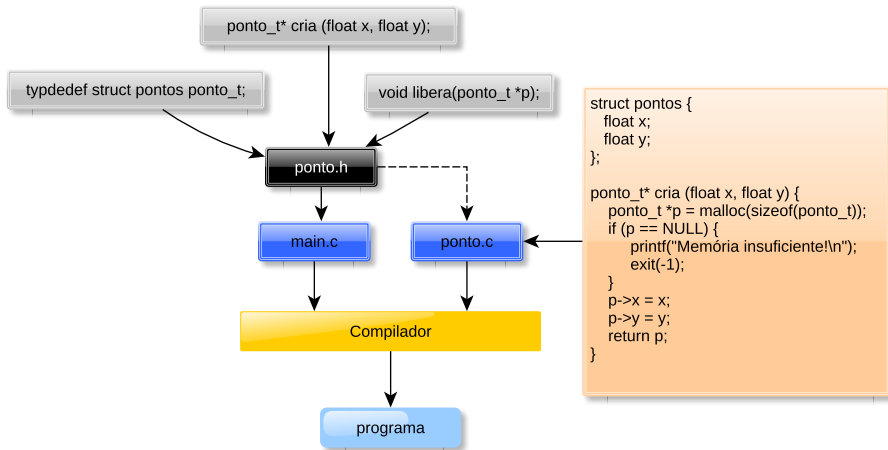 ponto_t* cria (float x, float y);
typdedef struct pontos ponto_t;
void libera(ponto_t *p);
ponto.h
main.c
ponto.c
Compilador
programa
struct pontos {
float x;
float y;
};
ponto_t* cria (float x, float y) {
ponto_t *p = malloc(sizeof(ponto_t));
if (p == NULL) {
printf("Memória insuficiente!\n");
exit(-1);
}
p->x = x;
p->y = y;
return p;
}